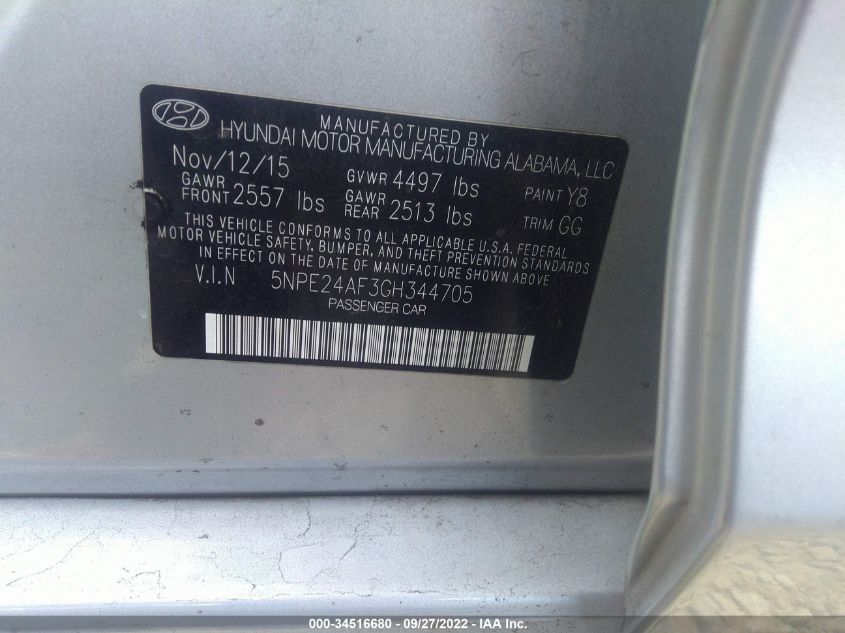 MANUFACTURED BY
HYUNDAI MOTOR MANUFACTURING ALABAMA, LLC
Nov/12/15 GVWR 4497 lbs PAINT Y8
GAWR FRONT 2557 lbs GAWR REAR 2513 lbs TRIM GG
THIS VEHICLE CONFORMS TO ALL APPLICABLE U.S.A. FEDERAL
MOTOR VEHICLE SAFETY, BUMPER, AND THEFT PREVENTION STANDARDS
IN EFFECT ON THE DATE OF MANUFACTURE SHOWN ABOVE
V.I.N 5NPE24AF3GH344705
PASSENGER CAR
000-34516680 - 09/27/2022 - IAA Inc.